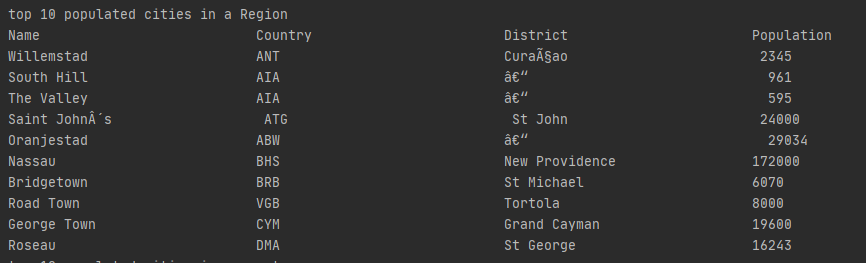 top 10 populated cities in a Region
Name Country District Population
Willemstad ANT CuraÃ§ao 2345
South Hill AIA â€“ 961
The Valley AIA â€“ 595
Saint JohnÂ´s ATG St John 24000
Oranjestad ABW â€“ 29034
Nassau BHS New Providence 172000
Bridgetown BRB St Michael 6070
Road Town VGB Tortola 8000
George Town CYM Grand Cayman 19600
Roseau DMA St George 16243